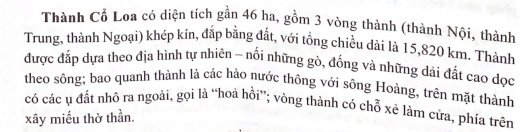 Thành Cổ Loa có diện tích gần 46 ha, gồm 3 vòng thành (thành Nội, thành
Trung, thành Ngoại) khép kín, đắp bằng đất, với tổng chiều dài là 15,820 km. Thành
được đắp dựa theo địa hình tự nhiên – nối những gò, đống và những dải đất cao dọc
theo sông; bao quanh thành là các hào nước thông với sông Hoàng, trên mặt thành
có các ụ đất nhô ra ngoài, gọi là “hoả hồi”; vòng thành có chỗ xẻ làm cửa, phía trên
xây miếu thờ thần.